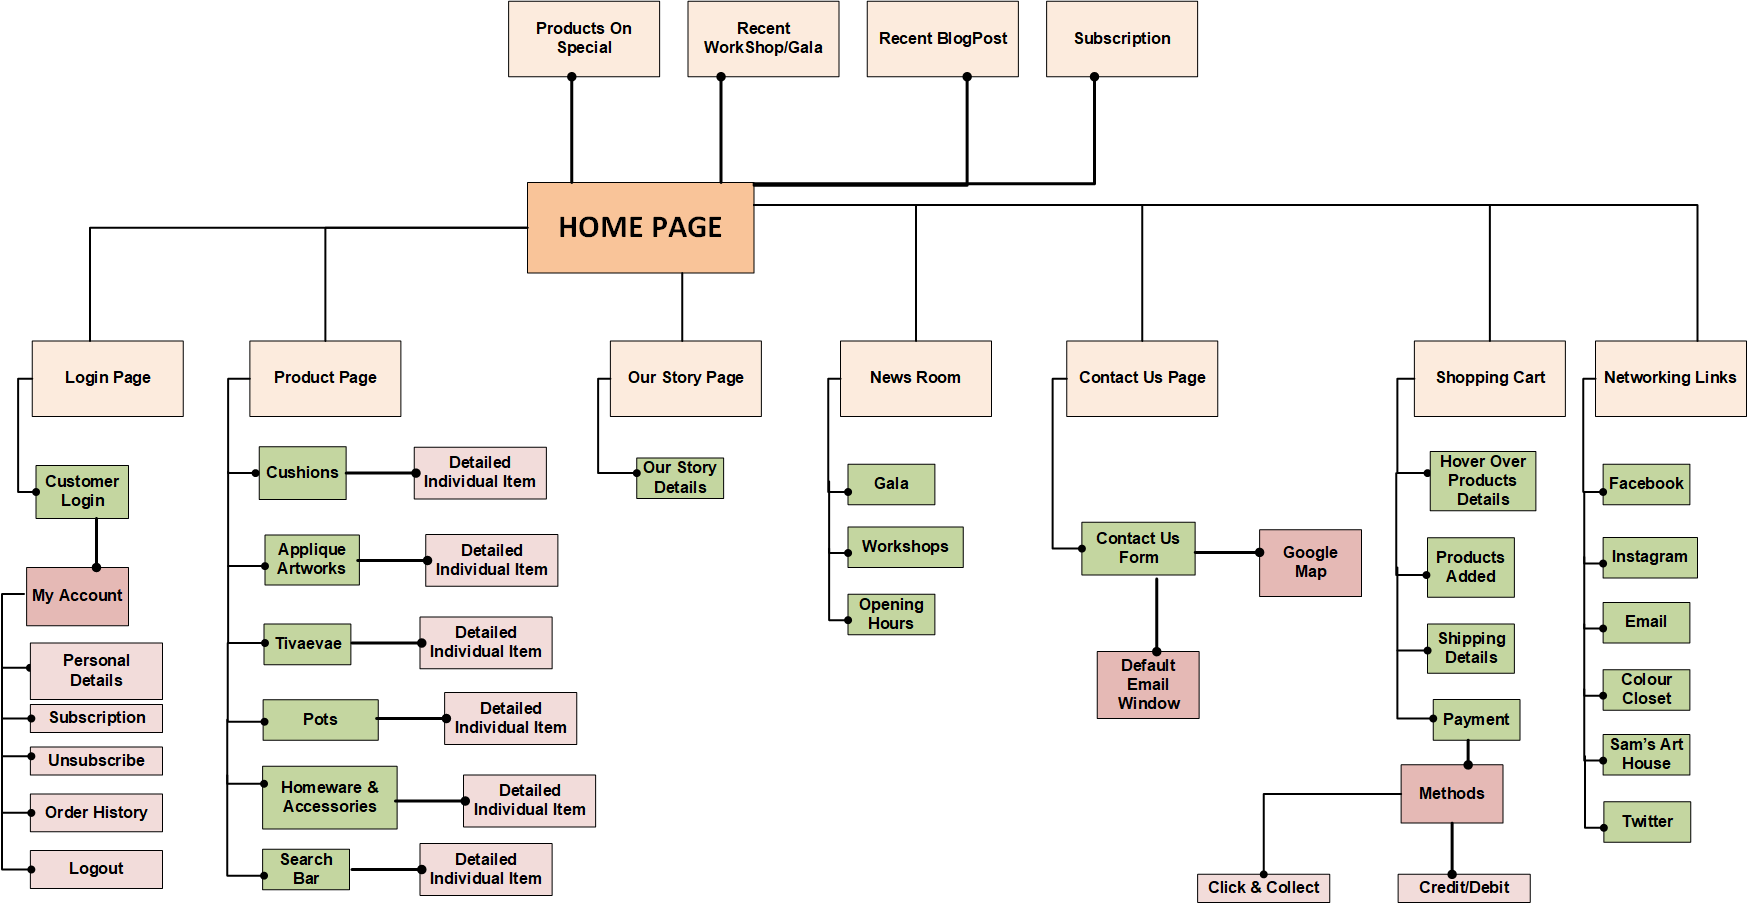 Products On
Special
Recent
WorkShop/Gala
Recent BlogPost
Subscription
HOME PAGE
Login Page
Product Page
Our Story Page
News Room
Contact Us Page
Shopping Cart
Networking Links
Customer
Login
My Account
Personal
Details
Subscription
Unsubscribe
Order History
Logout
Cushions
Detailed
Individual Item
Applique
Artworks
Detailed
Individual Item
Tivaevae
Detailed
Individual Item
Pots
Detailed
Individual Item
Homeware &
Accessories
Detailed
Individual Item
Search
Bar
Detailed
Individual Item
Our Story
Details
Gala
Workshops
Opening
Hours
Contact Us
Form
Google
Map
Default
Email
Window
Hover Over
Products
Details
Products
Added
Shipping
Details
Payment
Methods
Click & Collect
Credit/Debit
Facebook
Instagram
Email
Colour
Closet
Sam's Art
House
Twitter